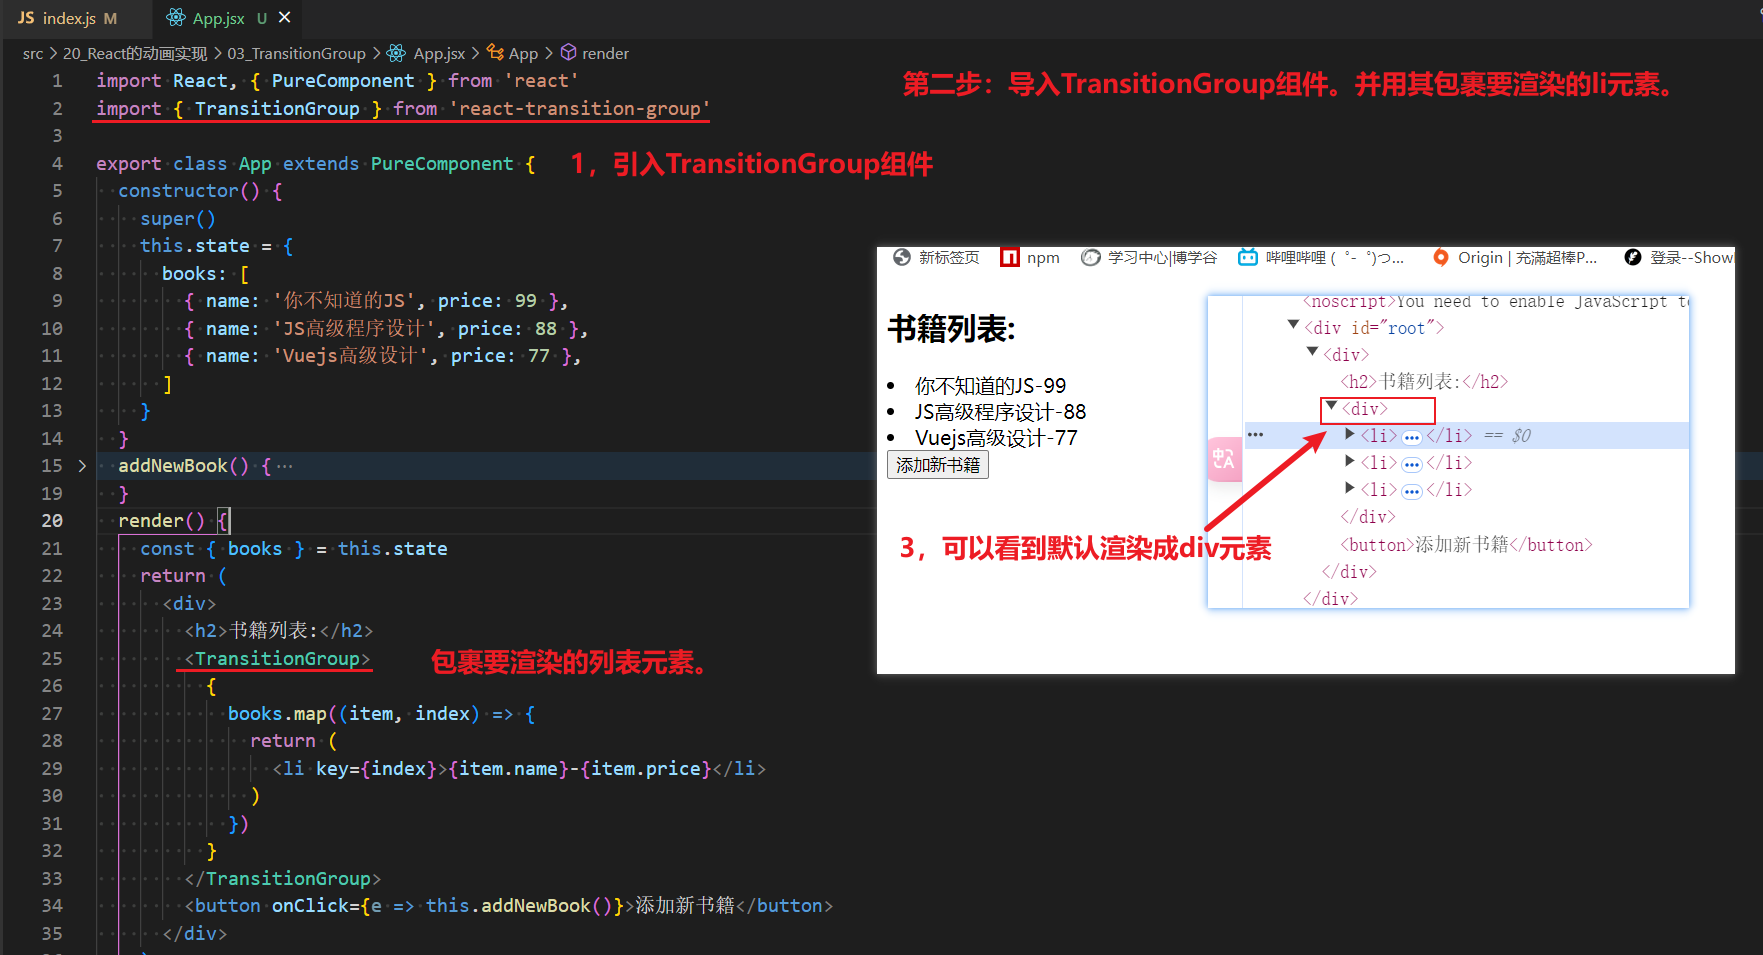 JS index.js M App.jsx U ×
src > 20_React的动画实现 > 03_TransitionGroup > App.jsx > App > render
1 import React, { PureComponent } from 'react'
第二步：导入TransitionGroup组件。并用其包裹要渲染的li元素。
2 import { TransitionGroup } from 'react-transition-group'
3
4 export class App extends PureComponent {
1，引入TransitionGroup组件
5 constructor() {
6 super()
7 this.state = {
8 books: [
9 { name: '你不知道的JS', price: 99 },
10 { name: 'JS高级程序设计', price: 88 },
11 { name: 'Vuejs高级设计', price: 77 },
12 ]
13 }
14 }
15 > addNewBook() { ···
19 }
20 render() {
21 const { books } = this.state
22 return (
23 <div>
24 <h2>书籍列表:</h2>
25 <TransitionGroup>
包裹要渲染的列表元素。
26 {
27 books.map((item, index) => {
28 return (
29 <li key={index}>{item.name}-{item.price}</li>
30 )
31 })
32 }
33 </TransitionGroup>
34 <button onClick={e => this.addNewBook()}>添加新书籍</button>
35 </div>
新标签页 npm 学习中心|博学谷 哔哩哔哩 (゜-゜)つ... Origin | 充满超棒P... 登录--Show
书籍列表:
• 你不知道的JS-99
• JS高级程序设计-88
• Vuejs高级设计-77
添加新书籍
<noscript>You need to enable JavaScript t
▼<div id="root">
▼<div>
<h2>书籍列表:</h2>
▼<div>
··· ▶<li>···</li> == $0
▶<li>···</li>
▶<li>···</li>
</div>
<button>添加新书籍</button>
</div>
</div>
中A
3，可以看到默认渲染成div元素